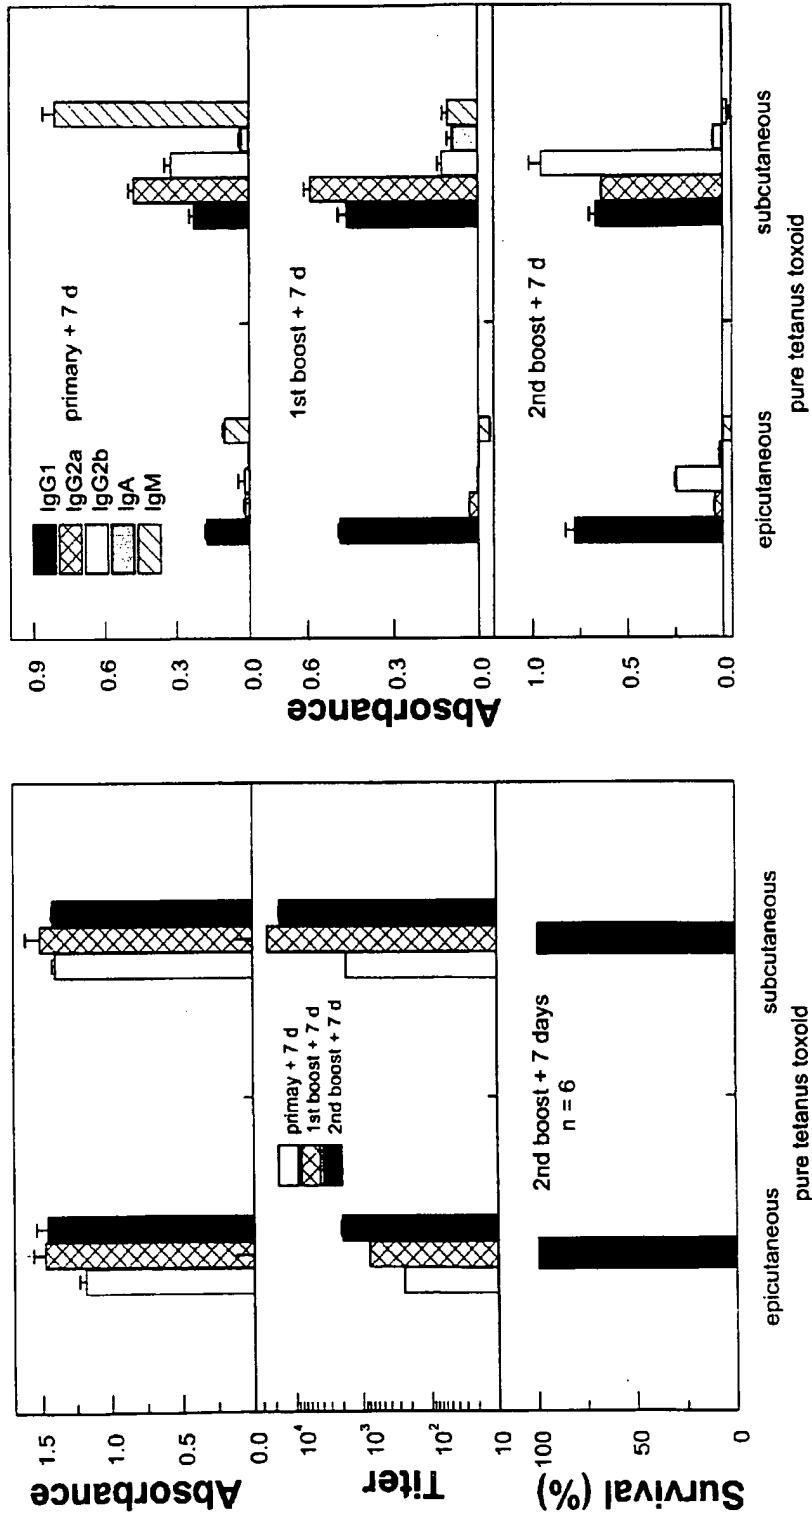 Absorbance
1.5
1.0
0.5
0.0
Titer
10⁴
10³
10²
10
primay + 7 d
1st boost + 7 d
2nd boost + 7 d
Survival (%)
100
50
0
2nd boost + 7 days
n = 6
epicutaneous
subcutaneous
pure tetanus toxoid
Absorbance
0.9
0.6
0.3
0.0
IgG1
IgG2a
IgG2b
IgA
IgM
primary + 7 d
0.6
0.3
0.0
1st boost + 7 d
1.0
0.5
0.0
2nd boost + 7 d
epicutaneous
subcutaneous
pure tetanus toxoid